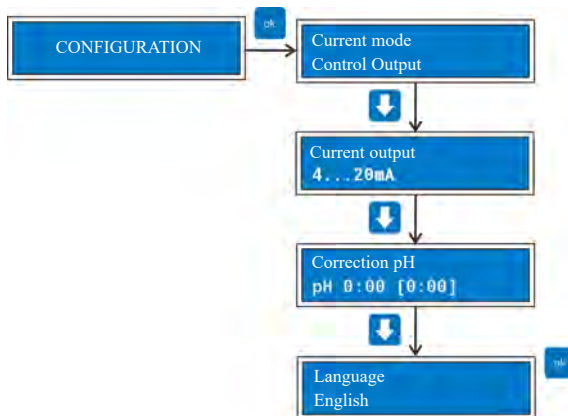 ok
CONFIGURATION
Current mode
Control Output
Current output
4...20mA
Correction pH
pH 0:00 [0:00]
Language
English
ok